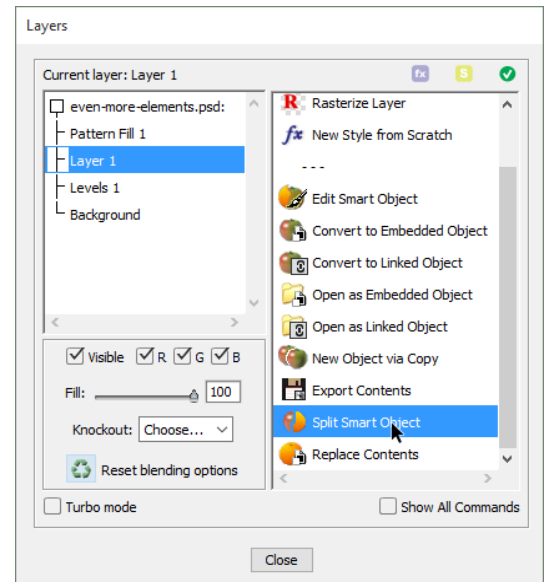 Layers
Current layer: Layer 1
fx
S
even-more-elements.psd:
Pattern Fill 1
Layer 1
Levels 1
Background
R Rasterize Layer
fx New Style from Scratch
---
Edit Smart Object
Convert to Embedded Object
Convert to Linked Object
Open as Embedded Object
Open as Linked Object
New Object via Copy
Export Contents
Split Smart Object
Replace Contents
Visible R G B
Fill: 100
Knockout: Choose...
Reset blending options
Turbo mode
Show All Commands
Close